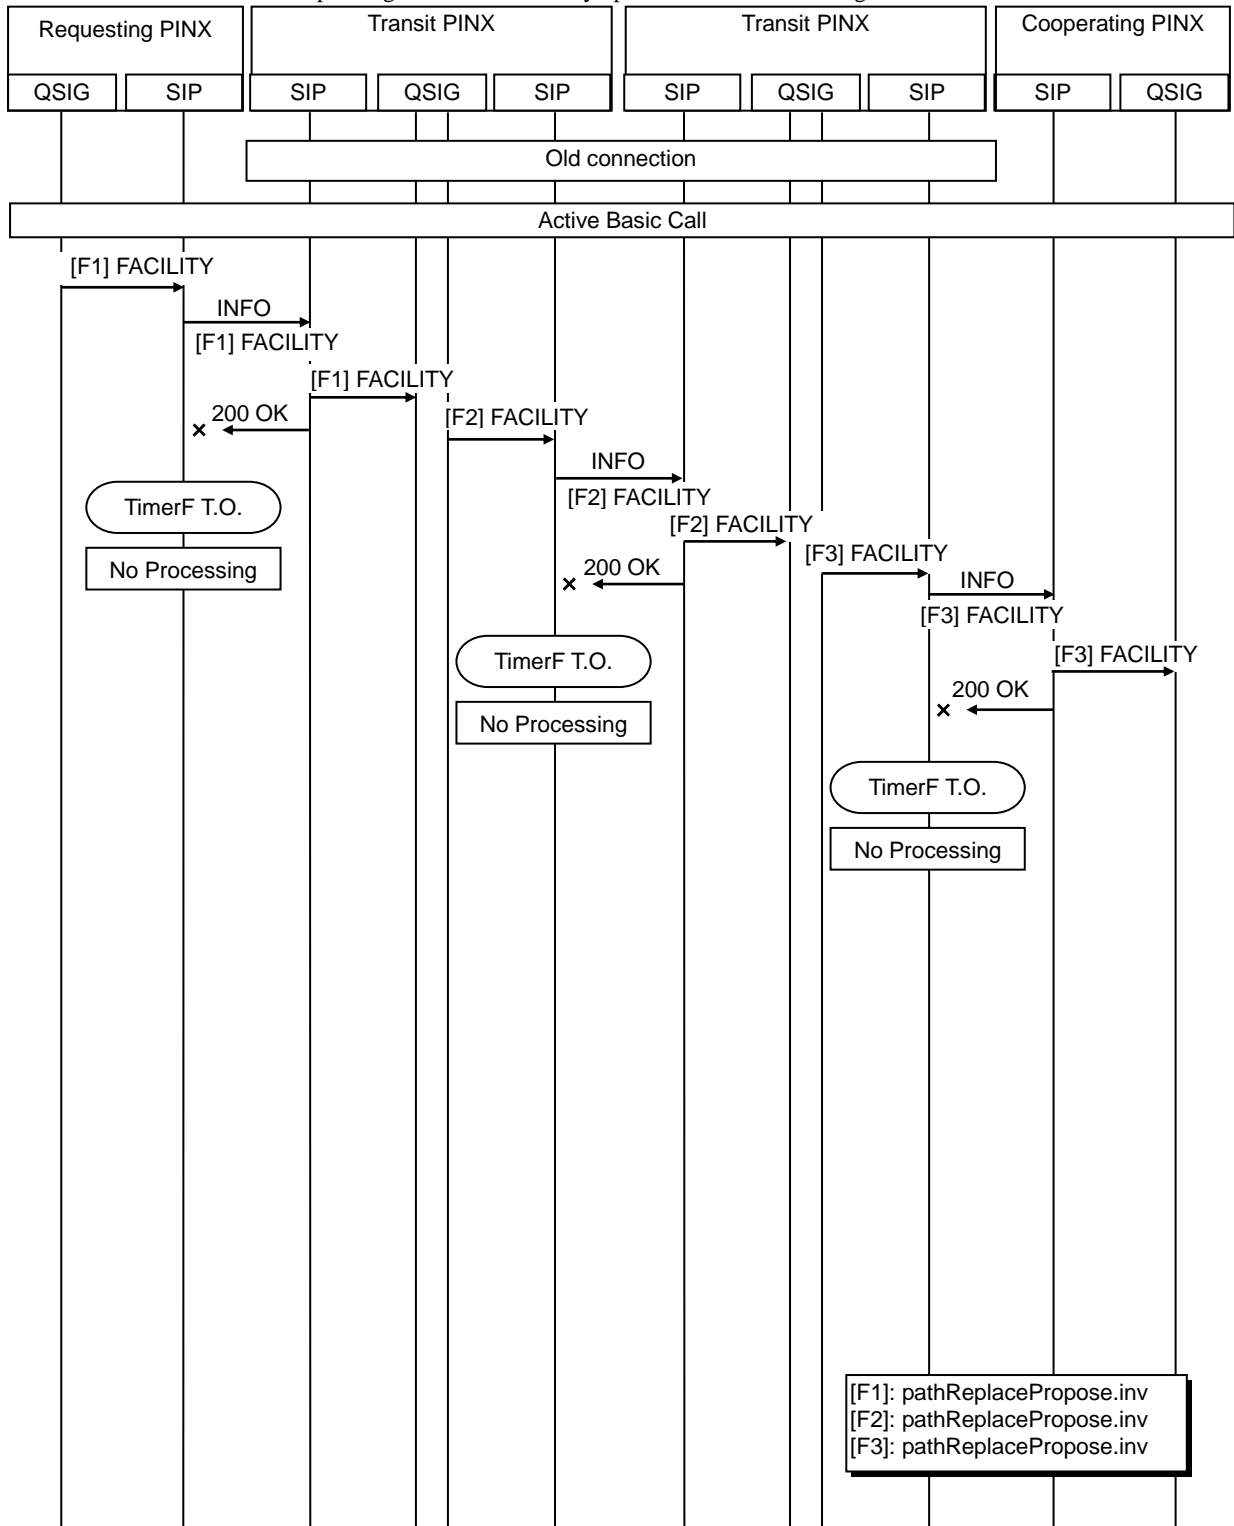 Requesting PINX
Transit PINX
Transit PINX
Cooperating PINX
QSIG
SIP
SIP
QSIG
SIP
SIP
QSIG
SIP
SIP
QSIG
Old connection
Active Basic Call
[F1] FACILITY
INFO
[F1] FACILITY
[F1] FACILITY
200 OK
[F2] FACILITY
INFO
[F2] FACILITY
TimerF T.O.
[F2] FACILITY
[F3] FACILITY
No Processing
200 OK
INFO
[F3] FACILITY
TimerF T.O.
[F3] FACILITY
200 OK
No Processing
TimerF T.O.
No Processing
[F1]: pathReplacePropose.inv
[F2]: pathReplacePropose.inv
[F3]: pathReplacePropose.inv